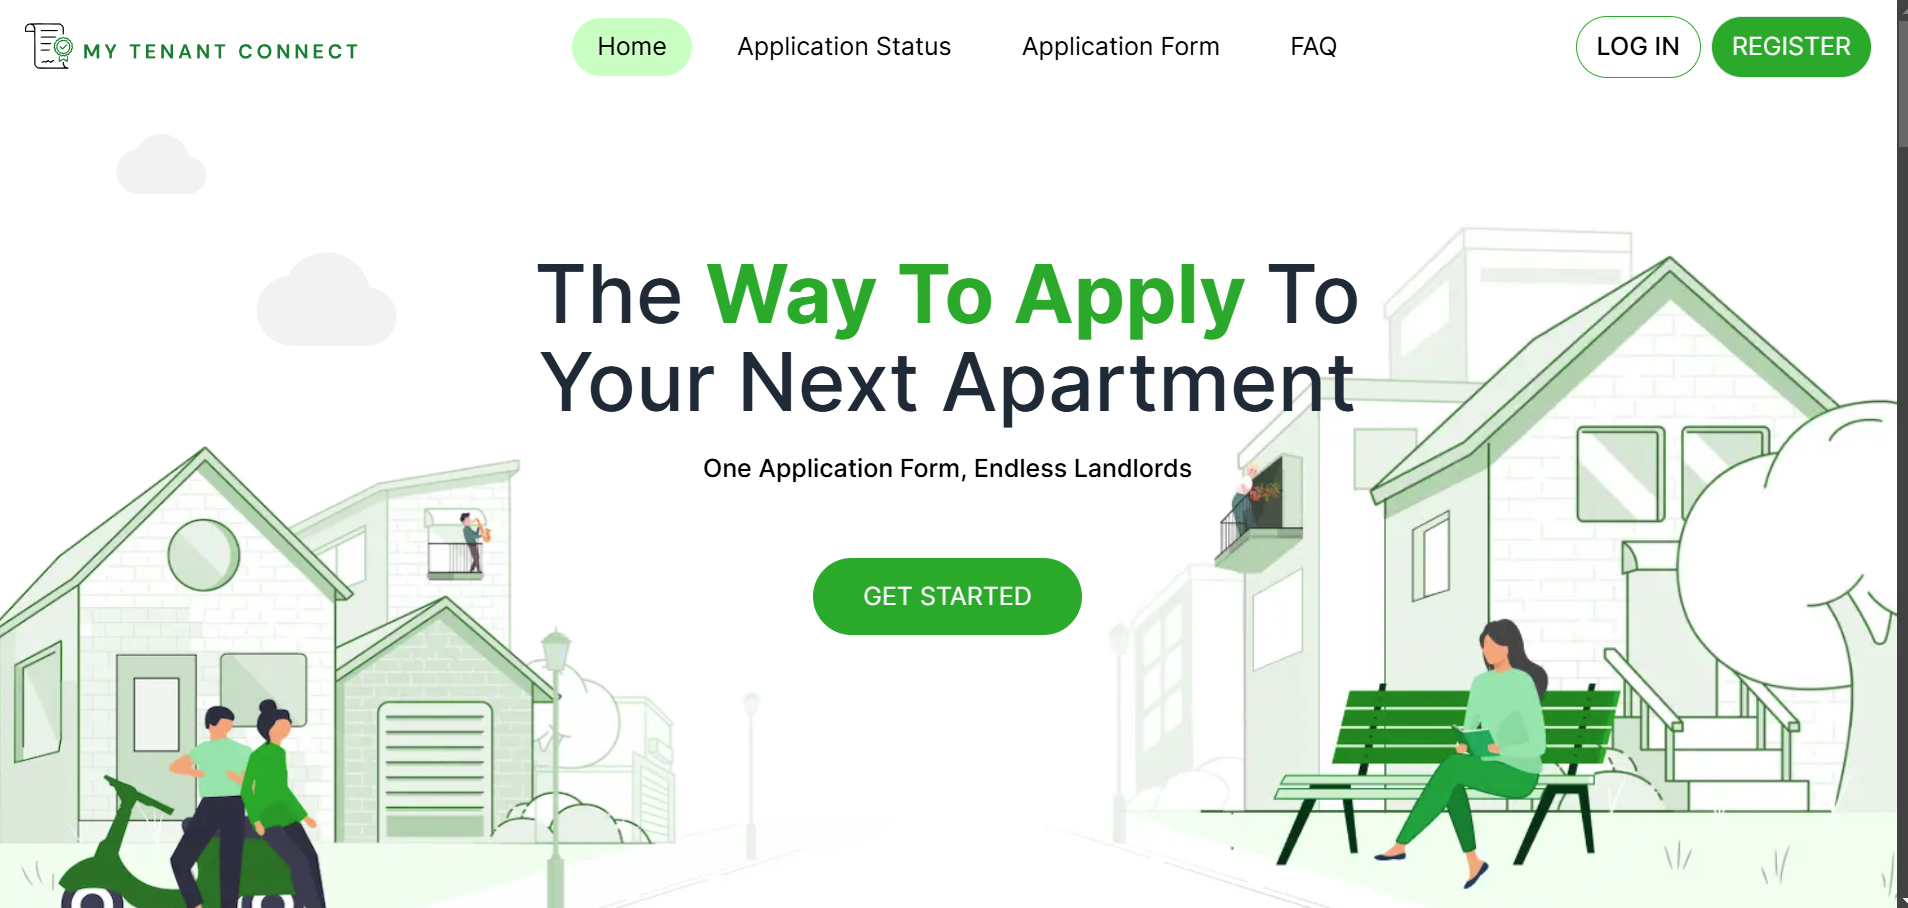 MY TENANT CONNECT
Home
Application Status
Application Form
FAQ
LOG IN
REGISTER
The Way To Apply To
Your Next Apartment
One Application Form, Endless Landlords
GET STARTED